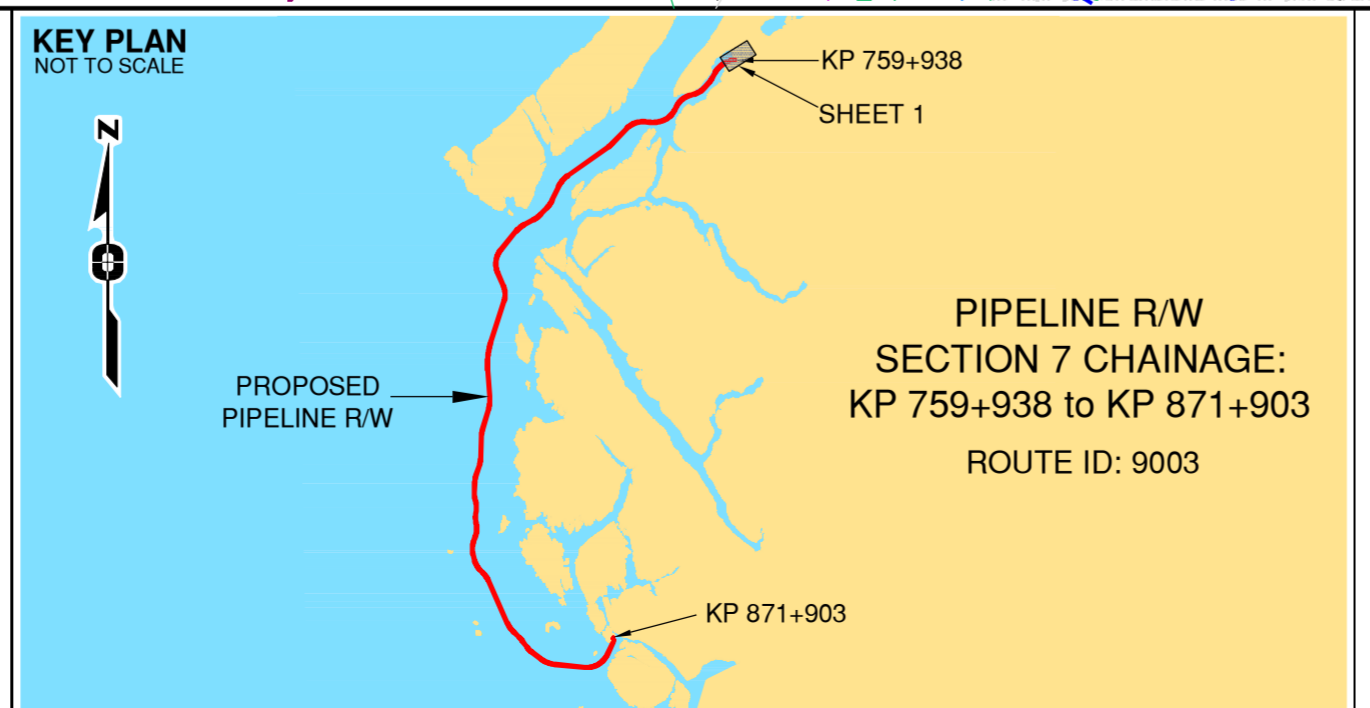 KEY PLAN
NOT TO SCALE
N
KP 759+938
SHEET 1
PIPELINE R/W
SECTION 7 CHAINAGE:
KP 759+938 to KP 871+903
ROUTE ID: 9003
PROPOSED
PIPELINE R/W
KP 871+903